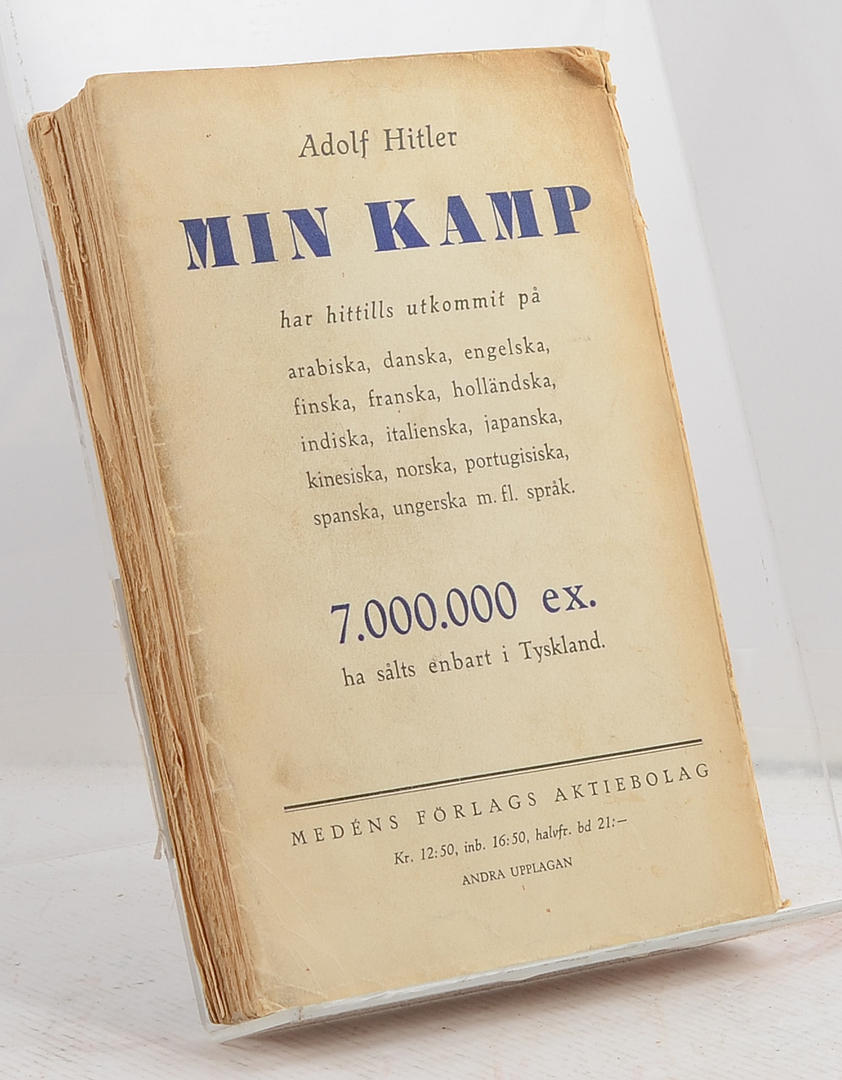 Adolf Hitler
MIN KAMP
har hittills utkommit på
arabiska, danska, engelska,
finska, franska, holländska,
indiska, italienska, japanska,
kinesiska, norska, portugisiska,
spanska, ungerska m. fl. språk.
7.000.000 ex.
ha sålts enbart i Tyskland.
MEDÉNS FÖRLAGS AKTIEBOLAG
Kr. 12:50, inb. 16:50, halvfr. bd 21:—
ANDRA UPPLAGAN